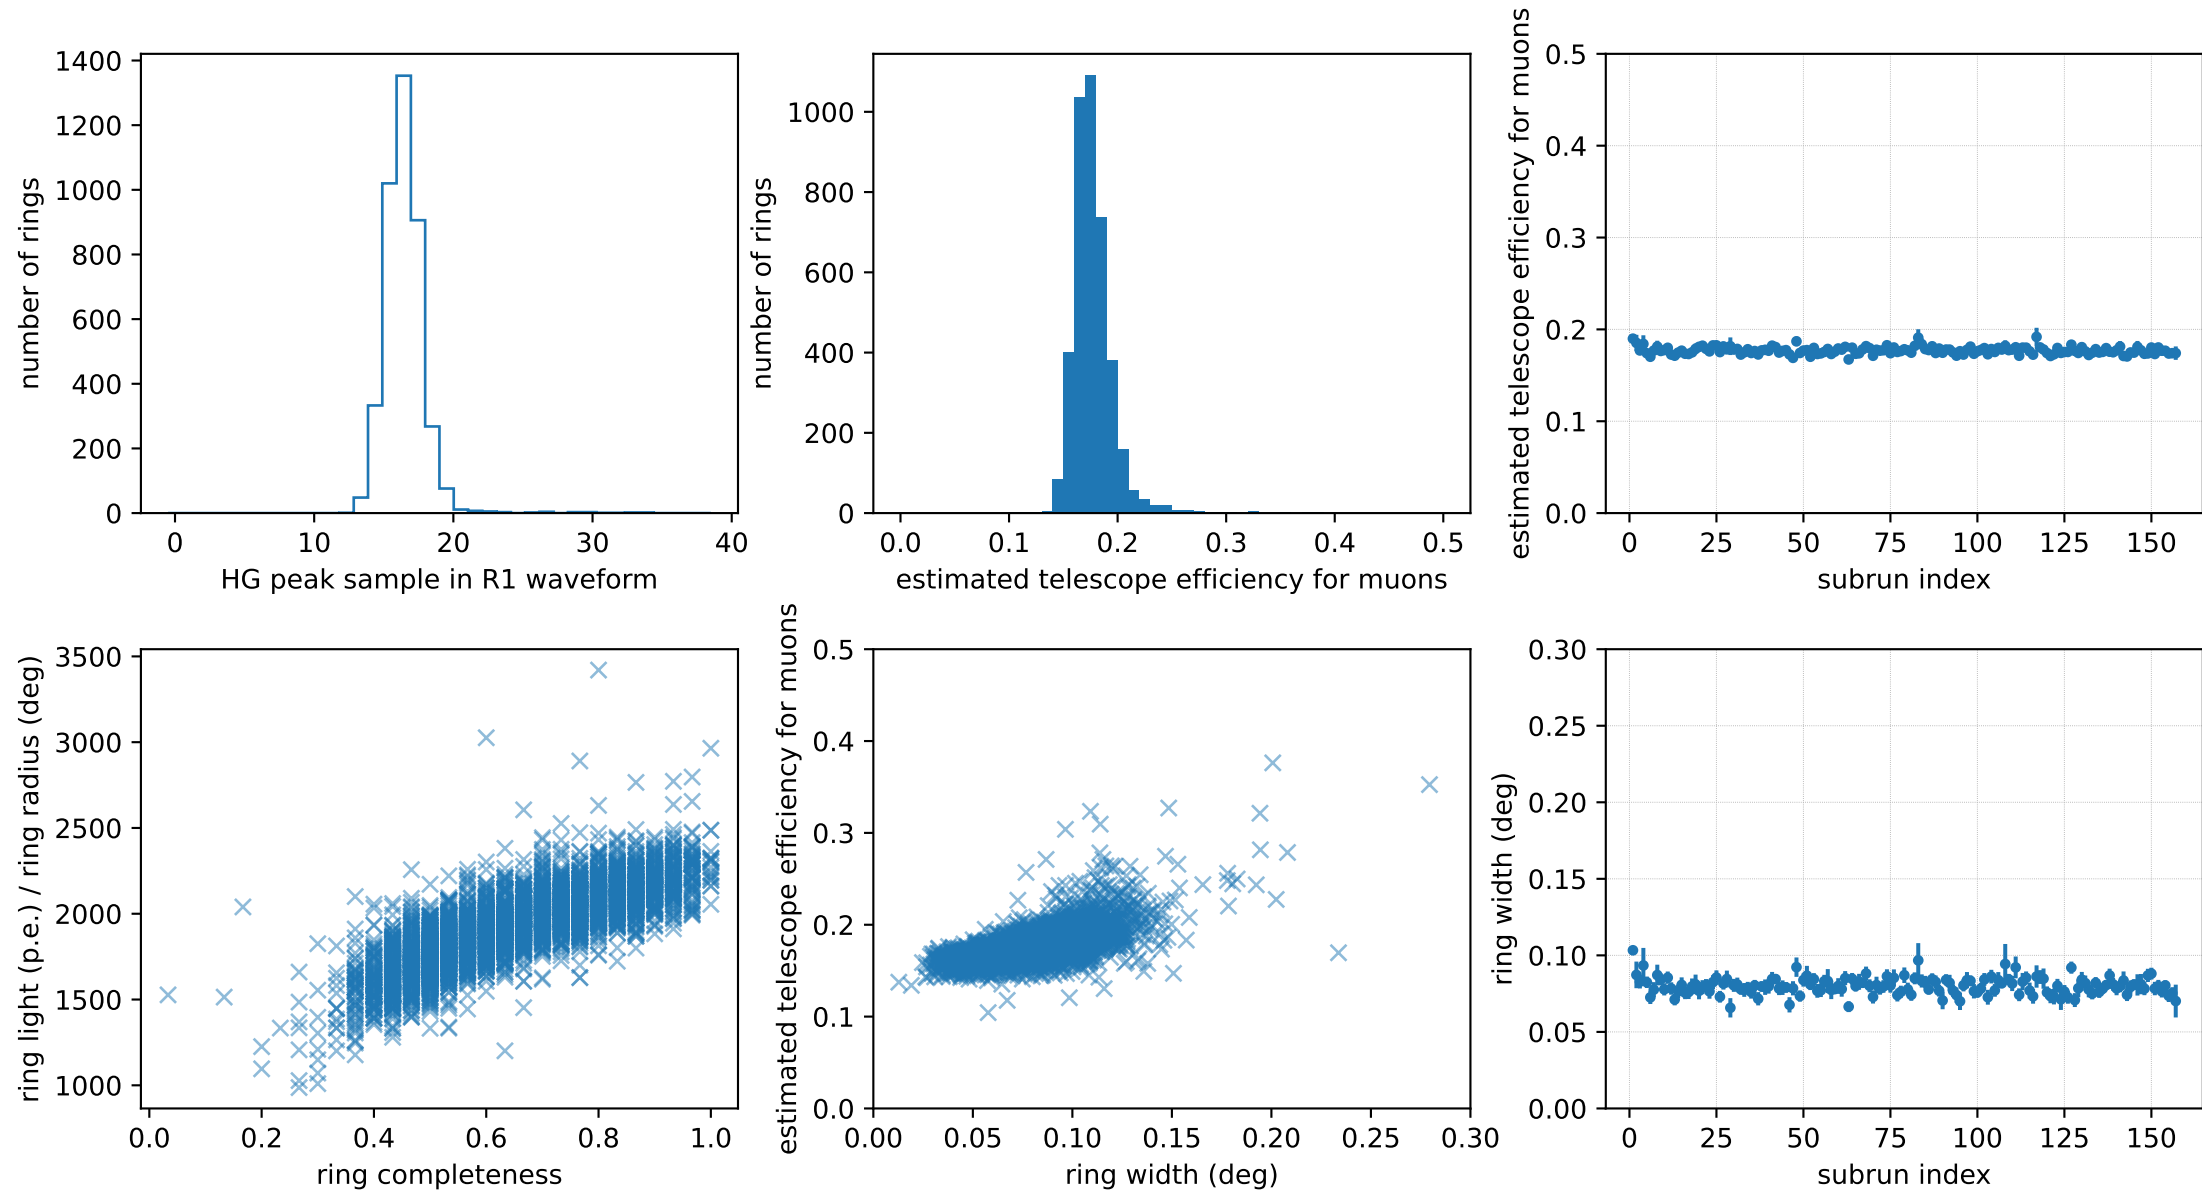 number of rings
1400
1200
1000
800
600
400
200
0
0 10 20 30 40
HG peak sample in R1 waveform
number of rings
1000
800
600
400
200
0
0.0 0.1 0.2 0.3 0.4 0.5
estimated telescope efficiency for muons
estimated telescope efficiency for muons
0.5
0.4
0.3
0.2
0.1
0.0
0 25 50 75 100 125 150
subrun index
ring light (p.e.) / ring radius (deg)
3500
3000
2500
2000
1500
1000
0.0 0.2 0.4 0.6 0.8 1.0
ring completeness
estimated telescope efficiency for muons
0.5
0.4
0.3
0.2
0.1
0.0
0.00 0.05 0.10 0.15 0.20 0.25 0.30
ring width (deg)
ring width (deg)
0.30
0.25
0.20
0.15
0.10
0.05
0.00
0 25 50 75 100 125 150
subrun index